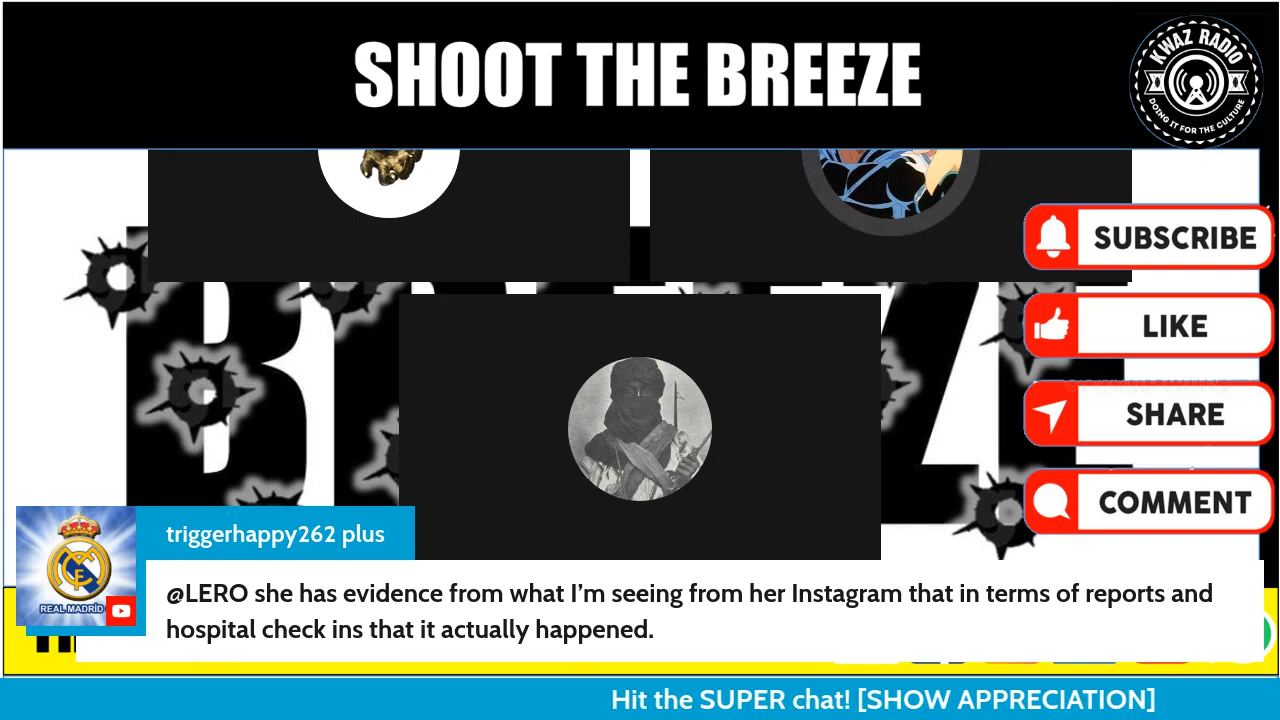 SHOOT THE BREEZE
KWAZ RADIO
DOING IT FOR THE CULTURE
SUBSCRIBE
LIKE
SHARE
COMMENT
triggerhappy262 plus
REAL MADRID
@LERO she has evidence from what I’m seeing from her Instagram that in terms of reports and
hospital check ins that it actually happened.
Hit the SUPER chat! [SHOW APPRECIATION]